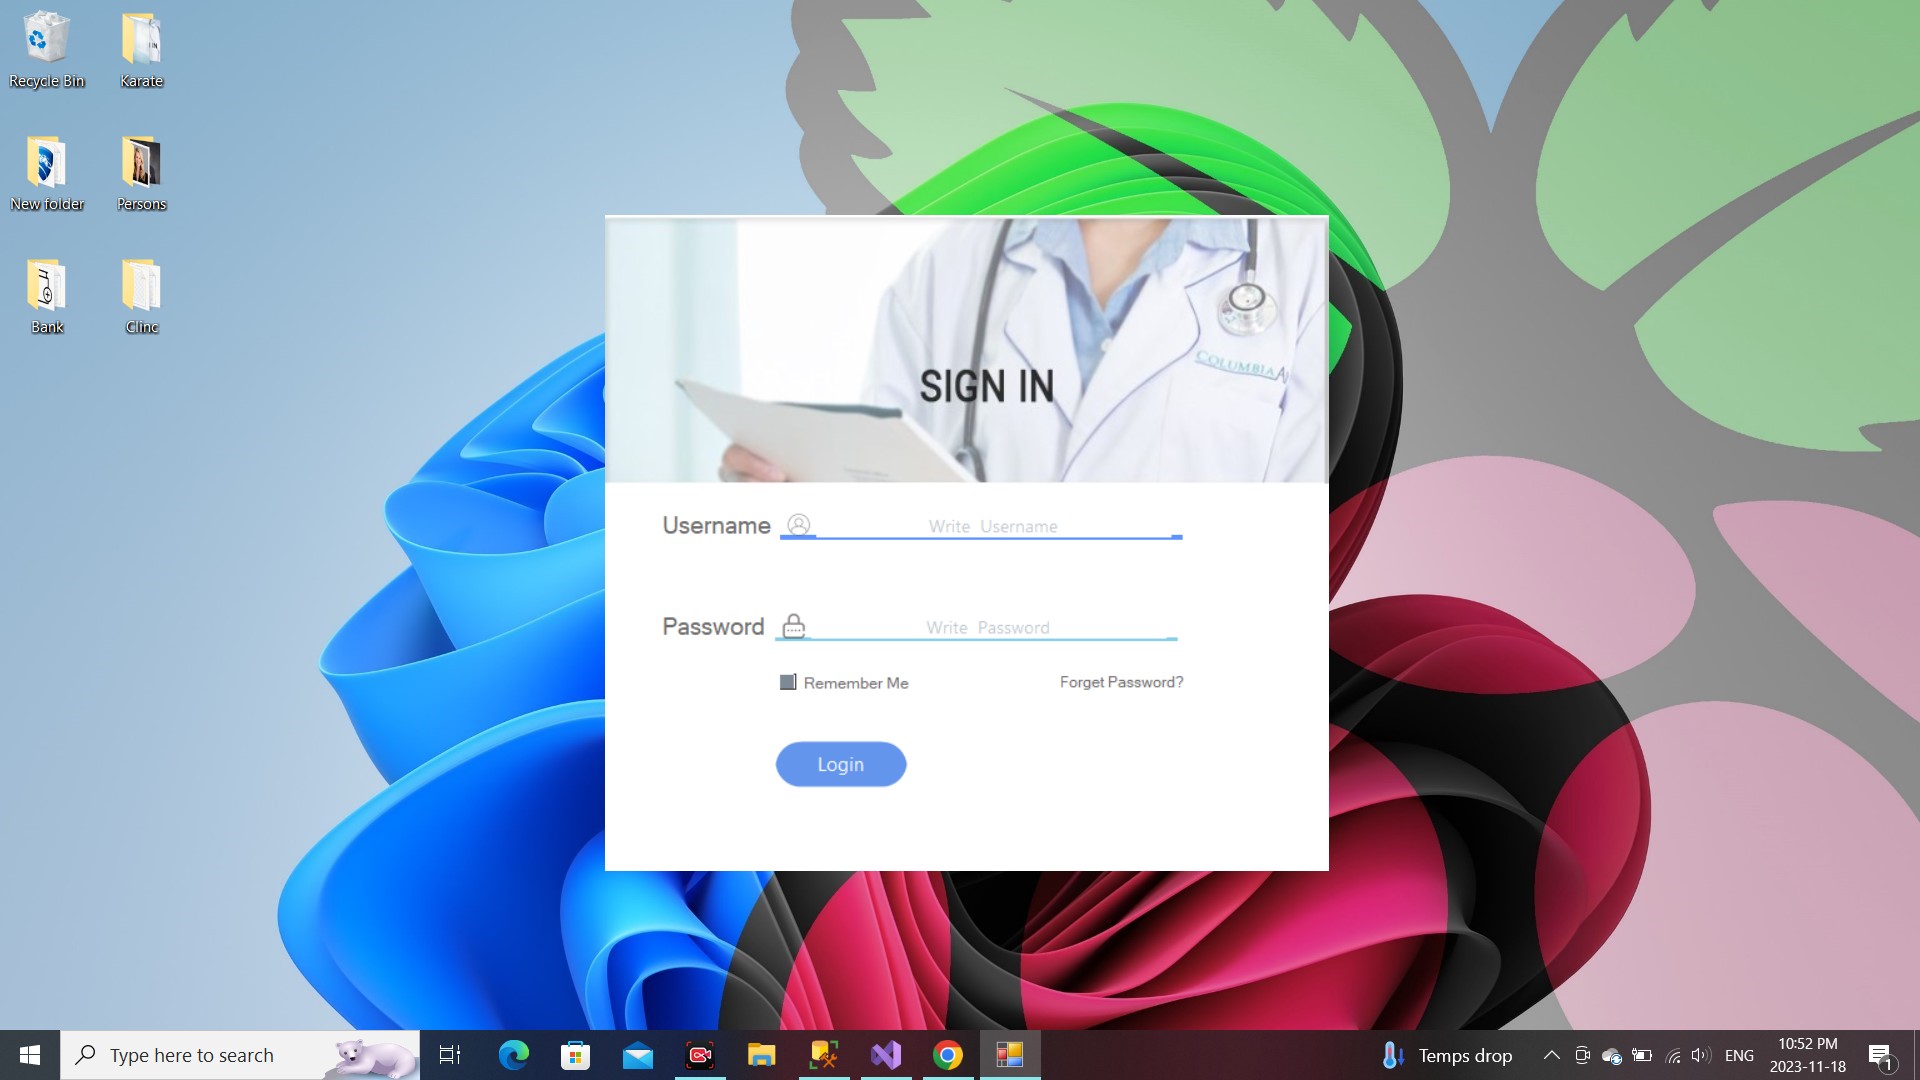 Recycle Bin
Karate
New folder
Persons
Bank
Clinc
COLUMBIA A
SIGN IN
Username
Write Username
Password
Write Password
Remember Me
Forget Password?
Login
Type here to search
Temps drop
ENG
10:52 PM
2023-11-18
1